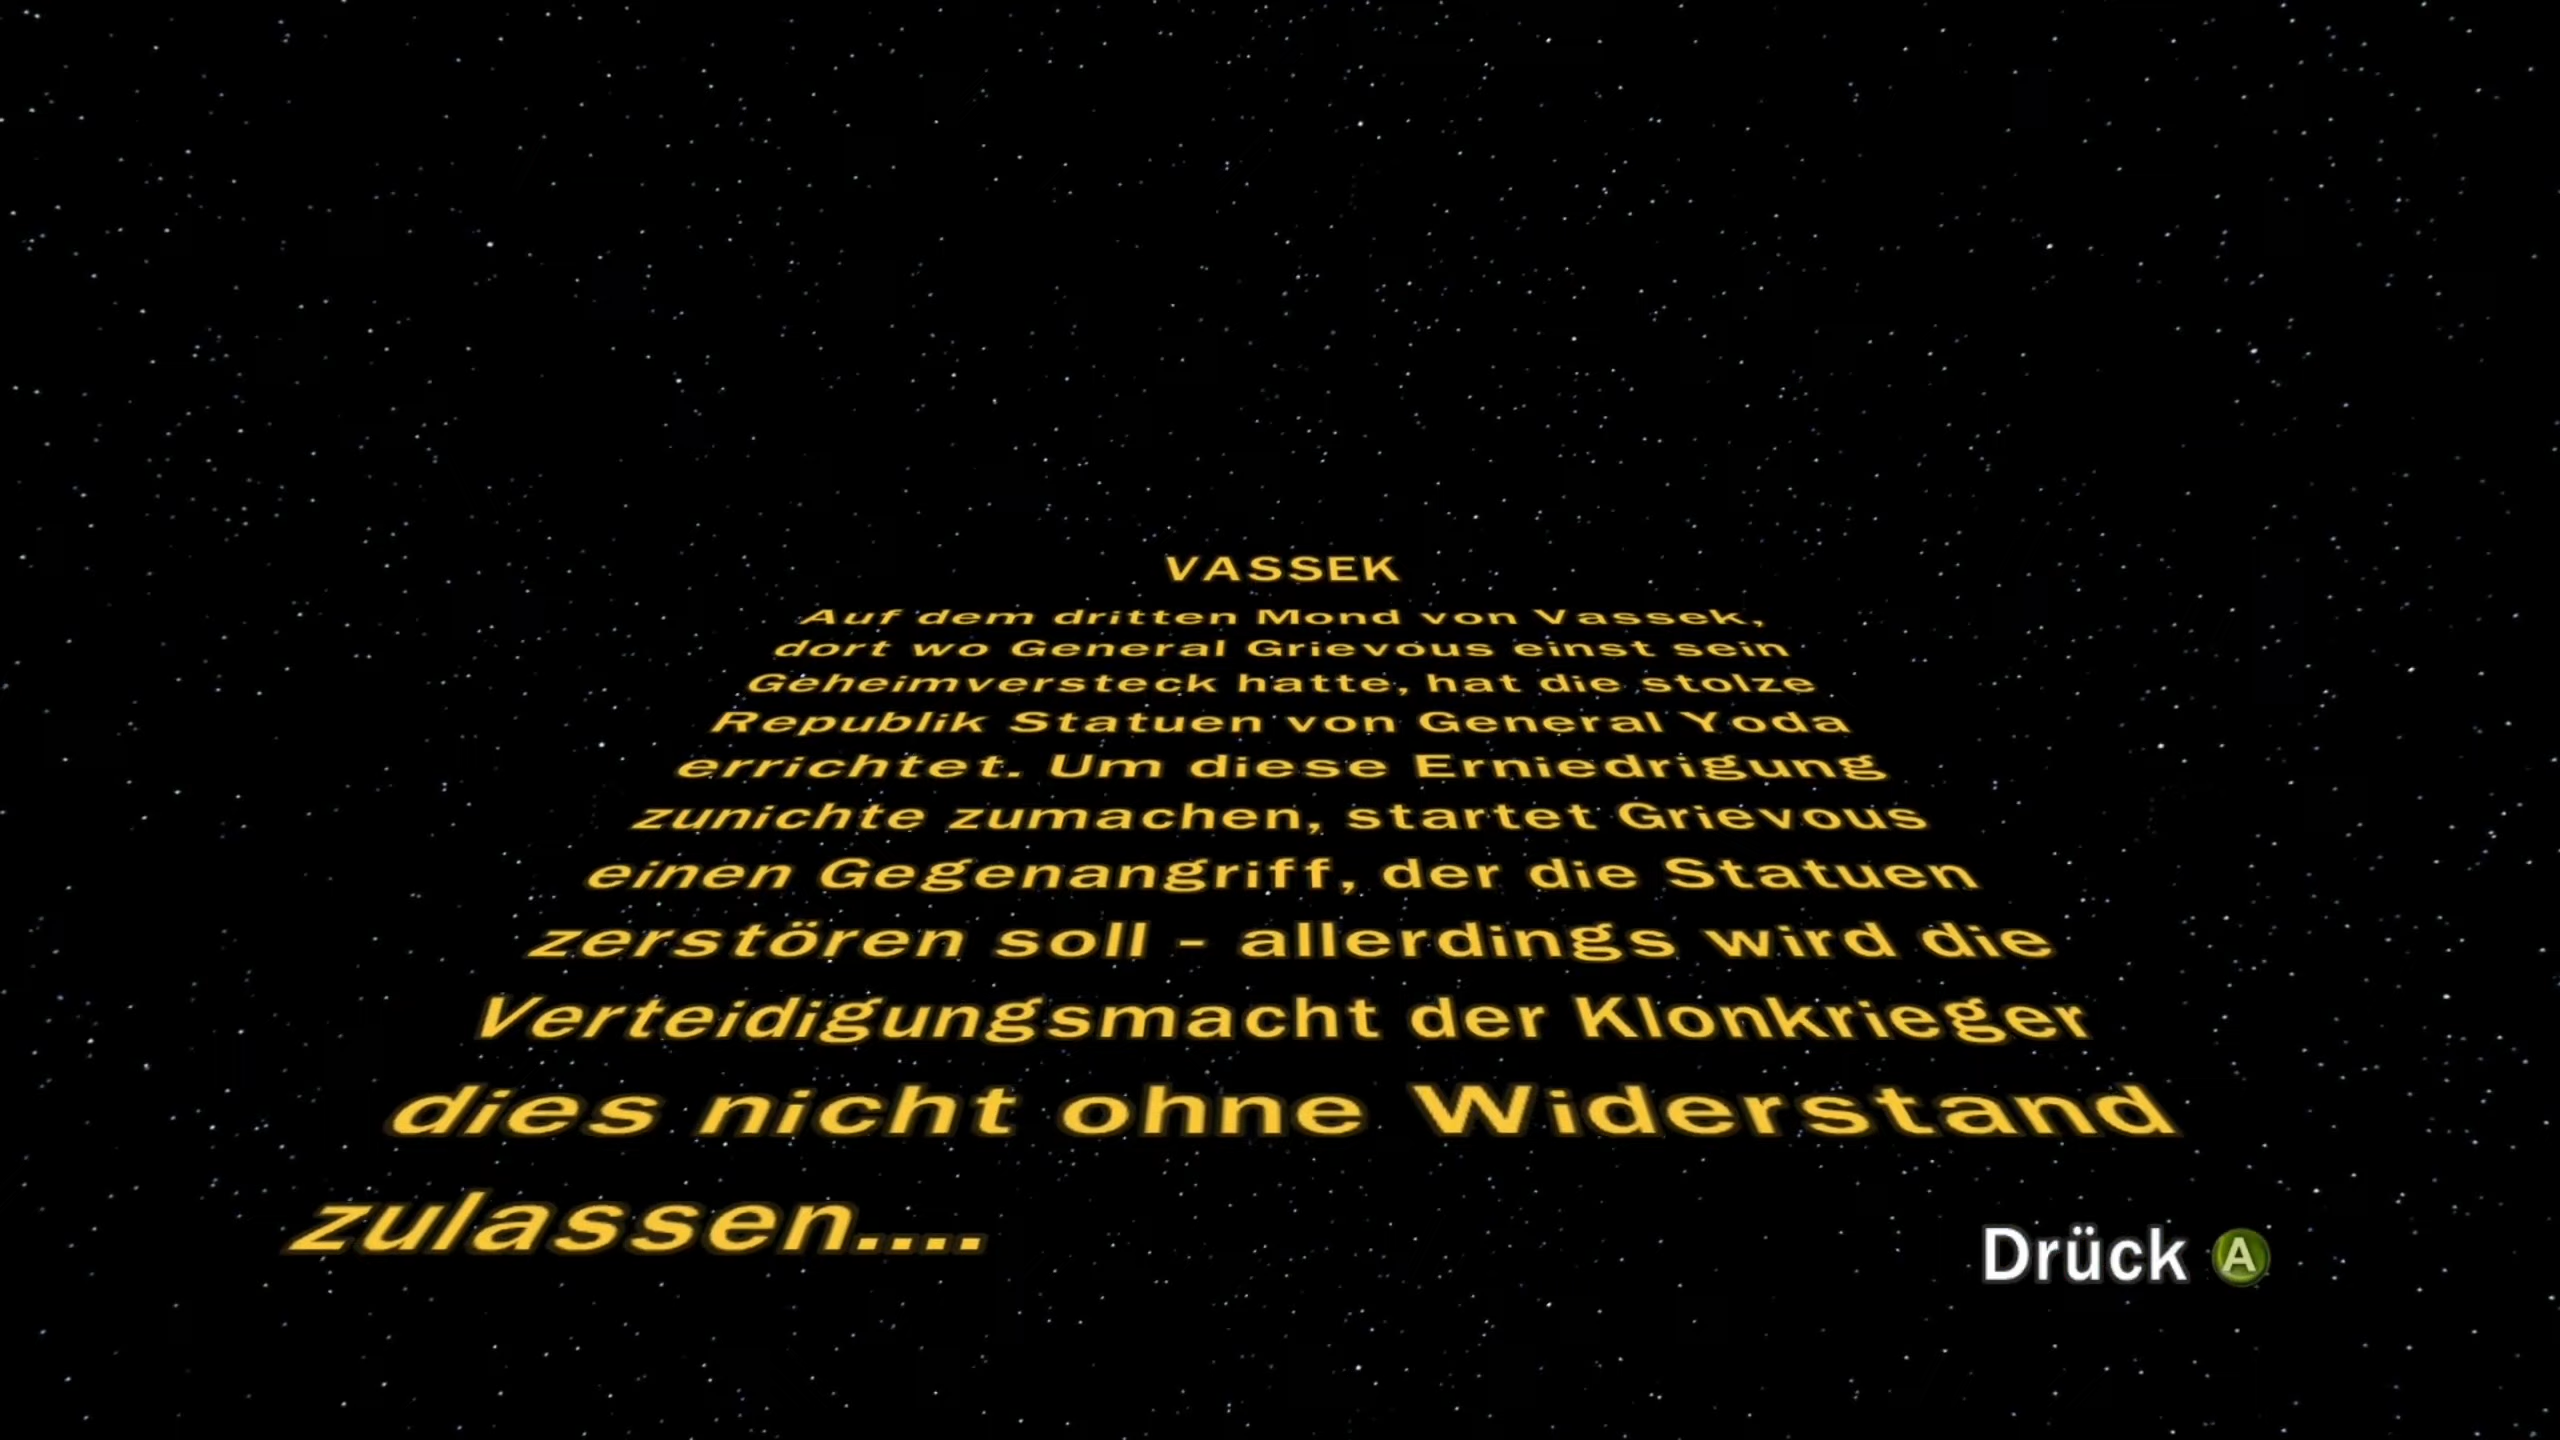 VASSEK
Auf dem dritten Mond von Vassek,
dort wo General Grievous einst sein
Geheimversteck hatte, hat die stolze
Republik Statuen von General Yoda
errichtet. Um diese Erniedrigung
zunichte zumachen, startet Grievous
einen Gegenangriff, der die Statuen
zerstören soll - allerdings wird die
Verteidigungsmacht der Klonkrieger
dies nicht ohne Widerstand
zulassen....
Drück A